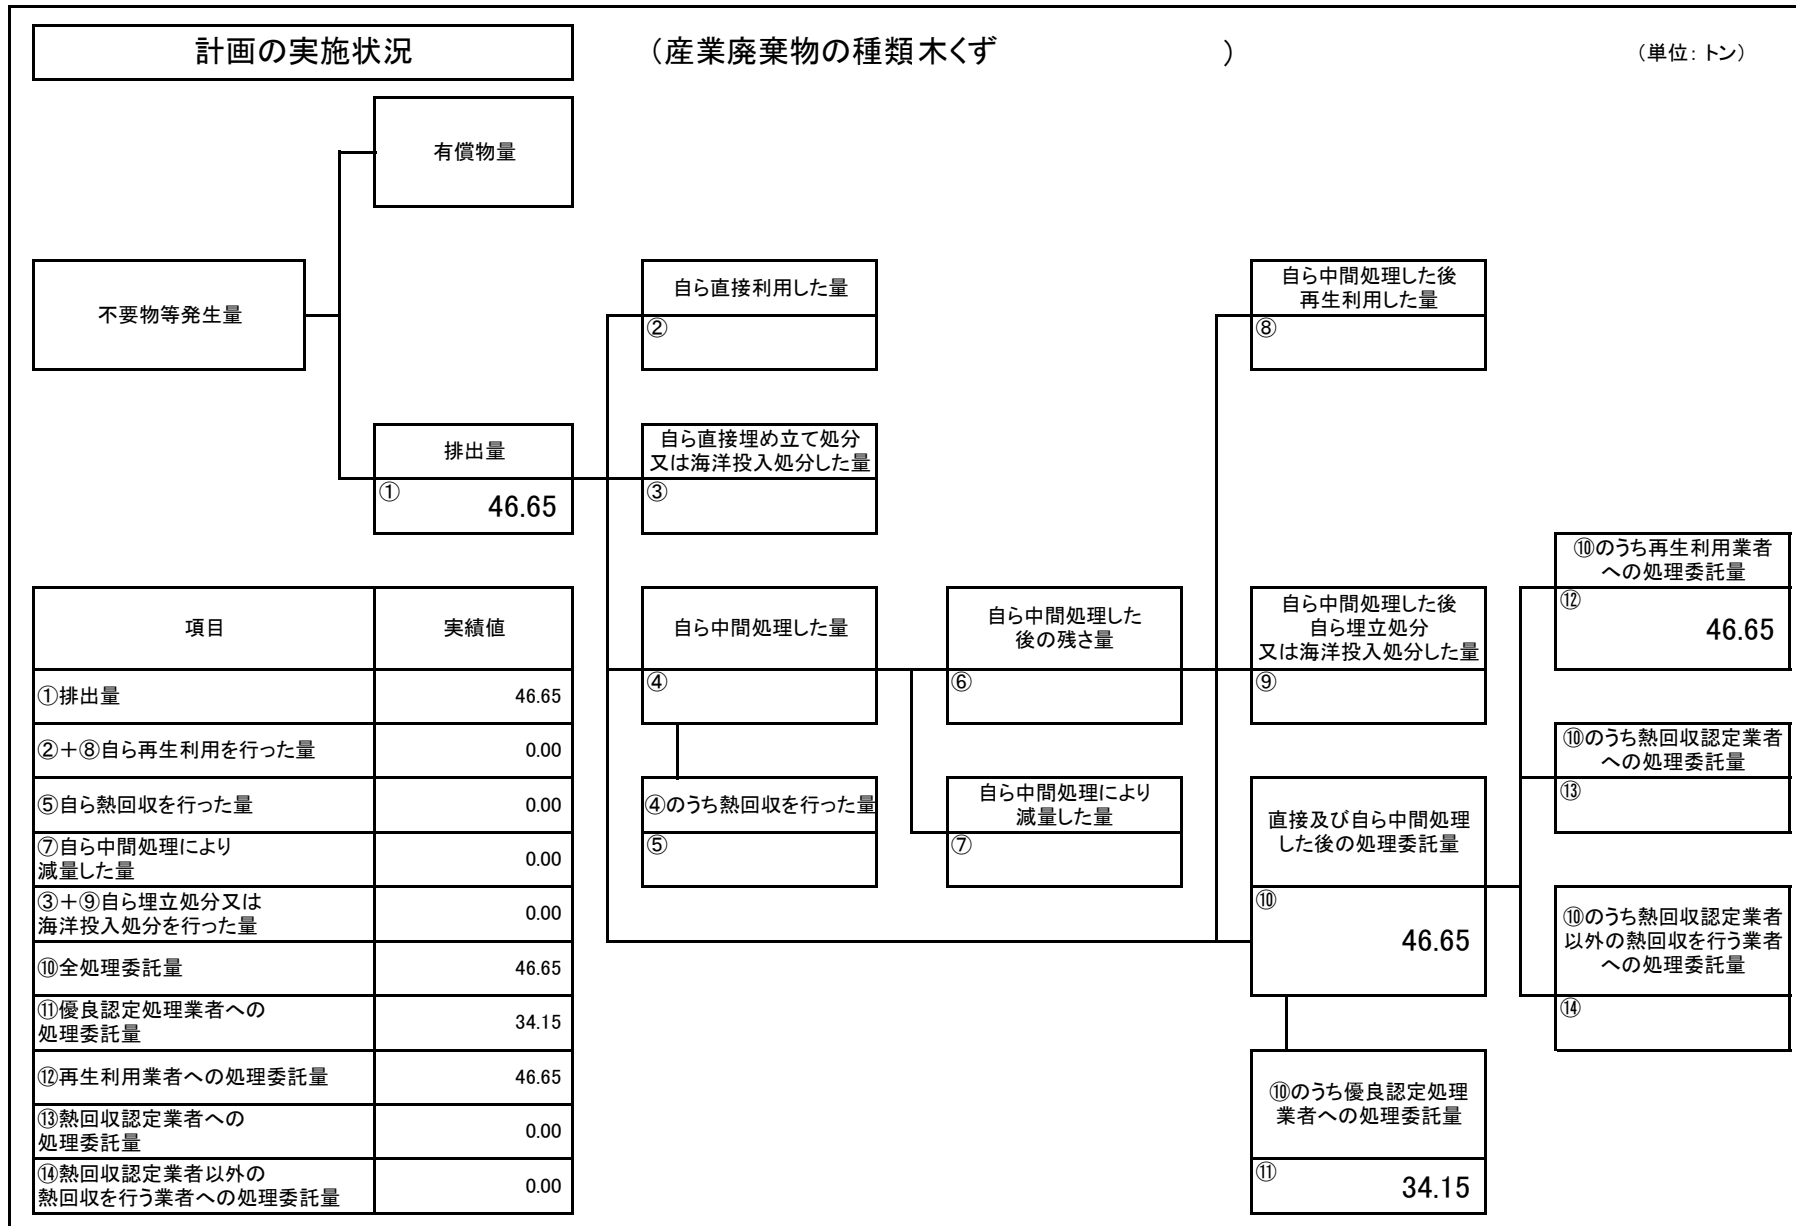 計画の実施状況
（産業廃棄物の種類木くず　　　　　　　　）
（単位：トン）
有償物量
不要物等発生量
自ら直接利用した量
②
自ら中間処理した後
再生利用した量
⑧
排出量
① 46.65
自ら直接埋め立て処分
又は海洋投入処分した量
③
⑩のうち再生利用業者
への処理委託量
⑫ 46.65
自ら中間処理した量
④
自ら中間処理した
後の残さ量
⑥
自ら中間処理した後
自ら埋立処分
又は海洋投入処分した量
⑨
⑩のうち熱回収認定業者
への処理委託量
⑬
④のうち熱回収を行った量
⑤
自ら中間処理により
減量した量
⑦
直接及び自ら中間処理
した後の処理委託量
⑩ 46.65
⑩のうち熱回収認定業者
以外の熱回収を行う業者
への処理委託量
⑭
⑩のうち優良認定処理
業者への処理委託量
⑪ 34.15
項目 実績値
①排出量 46.65
②＋⑧自ら再生利用を行った量 0.00
⑤自ら熱回収を行った量 0.00
⑦自ら中間処理により
減量した量 0.00
③＋⑨自ら埋立処分又は
海洋投入処分を行った量 0.00
⑩全処理委託量 46.65
⑪優良認定処理業者への
処理委託量 34.15
⑫再生利用業者への処理委託量 46.65
⑬熱回収認定業者への
処理委託量 0.00
⑭熱回収認定業者以外の
熱回収を行う業者への処理委託量 0.00